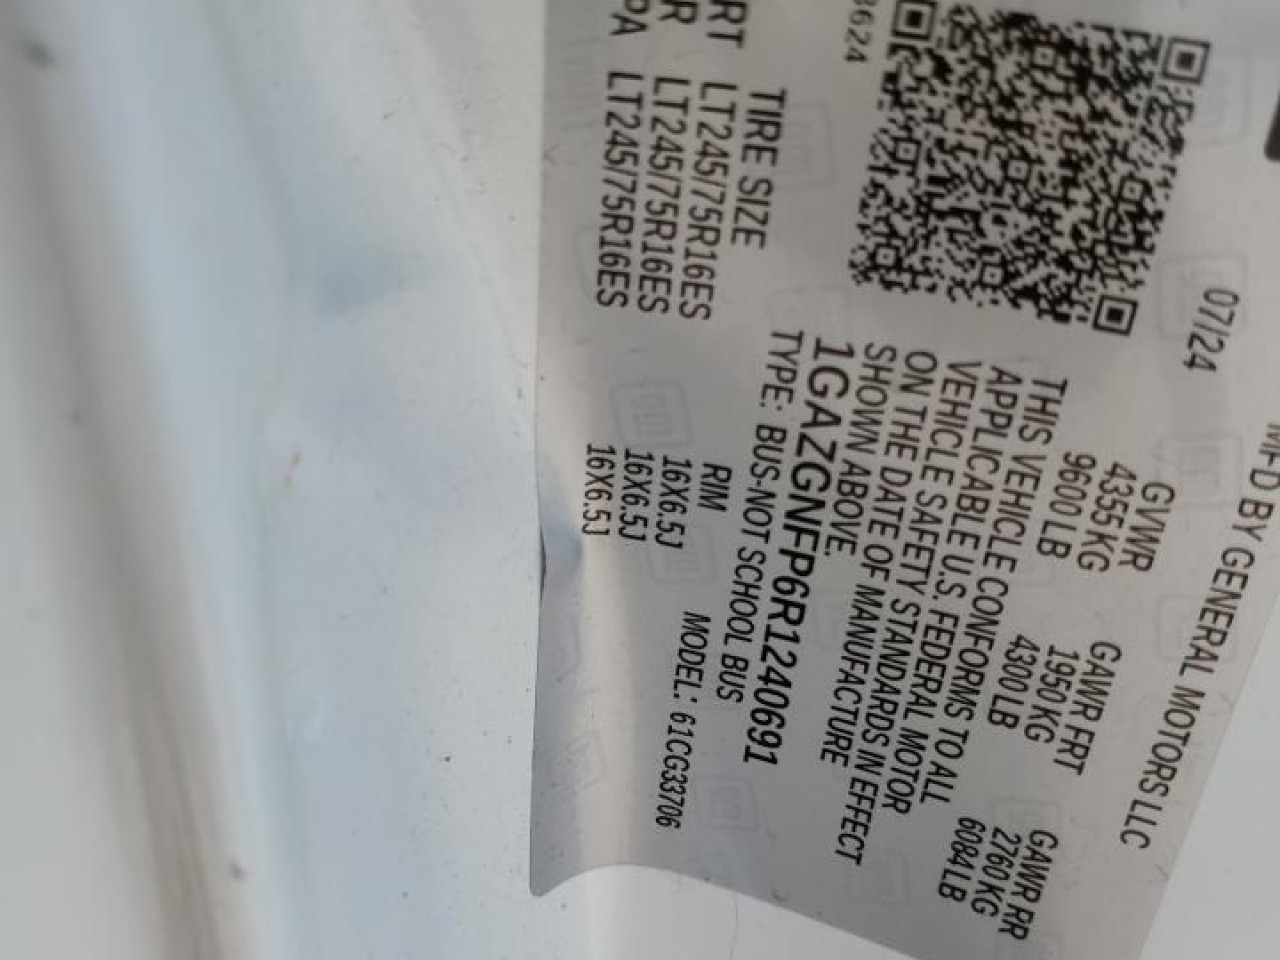 MF'D BY GENERAL MOTORS LLC
07/24
GVWR GAWR FRT GAWR RR
4355 KG 1950 KG 2760 KG
9600 LB 4300 LB 6084 LB
THIS VEHICLE CONFORMS TO ALL
APPLICABLE U.S. FEDERAL MOTOR
VEHICLE SAFETY STANDARDS IN EFFECT
ON THE DATE OF MANUFACTURE
SHOWN ABOVE.
1GAZGNFP6R1240691
TYPE: BUS-NOT SCHOOL BUS
3624
MODEL: 61CG33706
TIRE SIZE RIM
RT LT245/75R16ES 16X6.5J
R LT245/75R16ES 16X6.5J
PA LT245/75R16ES 16X6.5J